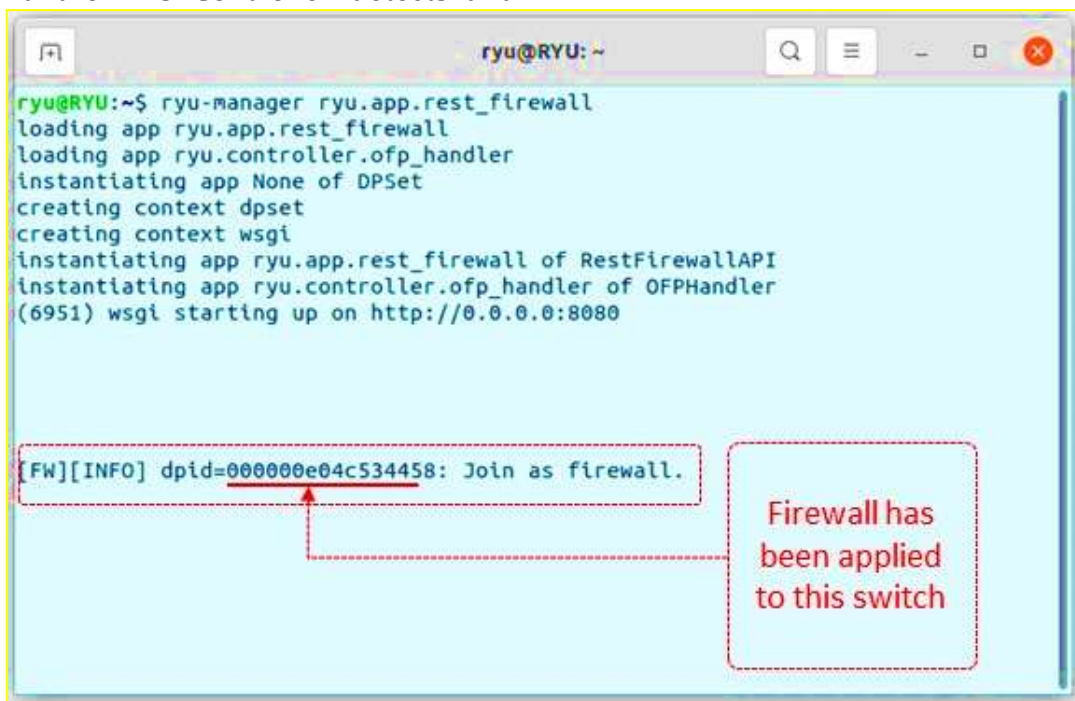 ryu@RYU: ~
ryu@RYU:~$ ryu-manager ryu.app.rest_firewall
loading app ryu.app.rest_firewall
loading app ryu.controller.ofp_handler
instantiating app None of DPSet
creating context dpset
creating context wsgi
instantiating app ryu.app.rest_firewall of RestFirewallAPI
instantiating app ryu.controller.ofp_handler of OFPHandler
(6951) wsgi starting up on http://0.0.0.0:8080
[FW][INFO] dpid=000000e04c534458: Join as firewall.
Firewall has
been applied
to this switch